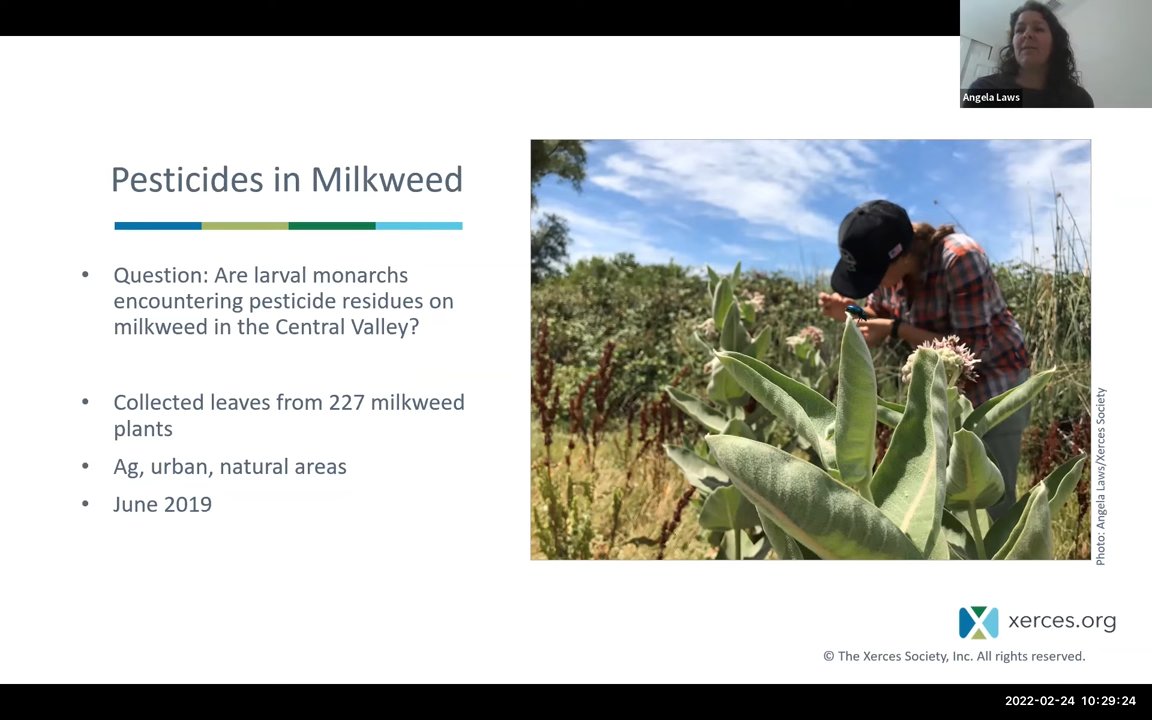 Angela Laws
Pesticides in Milkweed
• Question: Are larval monarchs
encountering pesticide residues on
milkweed in the Central Valley?
• Collected leaves from 227 milkweed
plants
• Ag, urban, natural areas
• June 2019
Photo: Angela Laws/Xerces Society
xerces.org
© The Xerces Society, Inc. All rights reserved.
2022-02-24 10:29:24